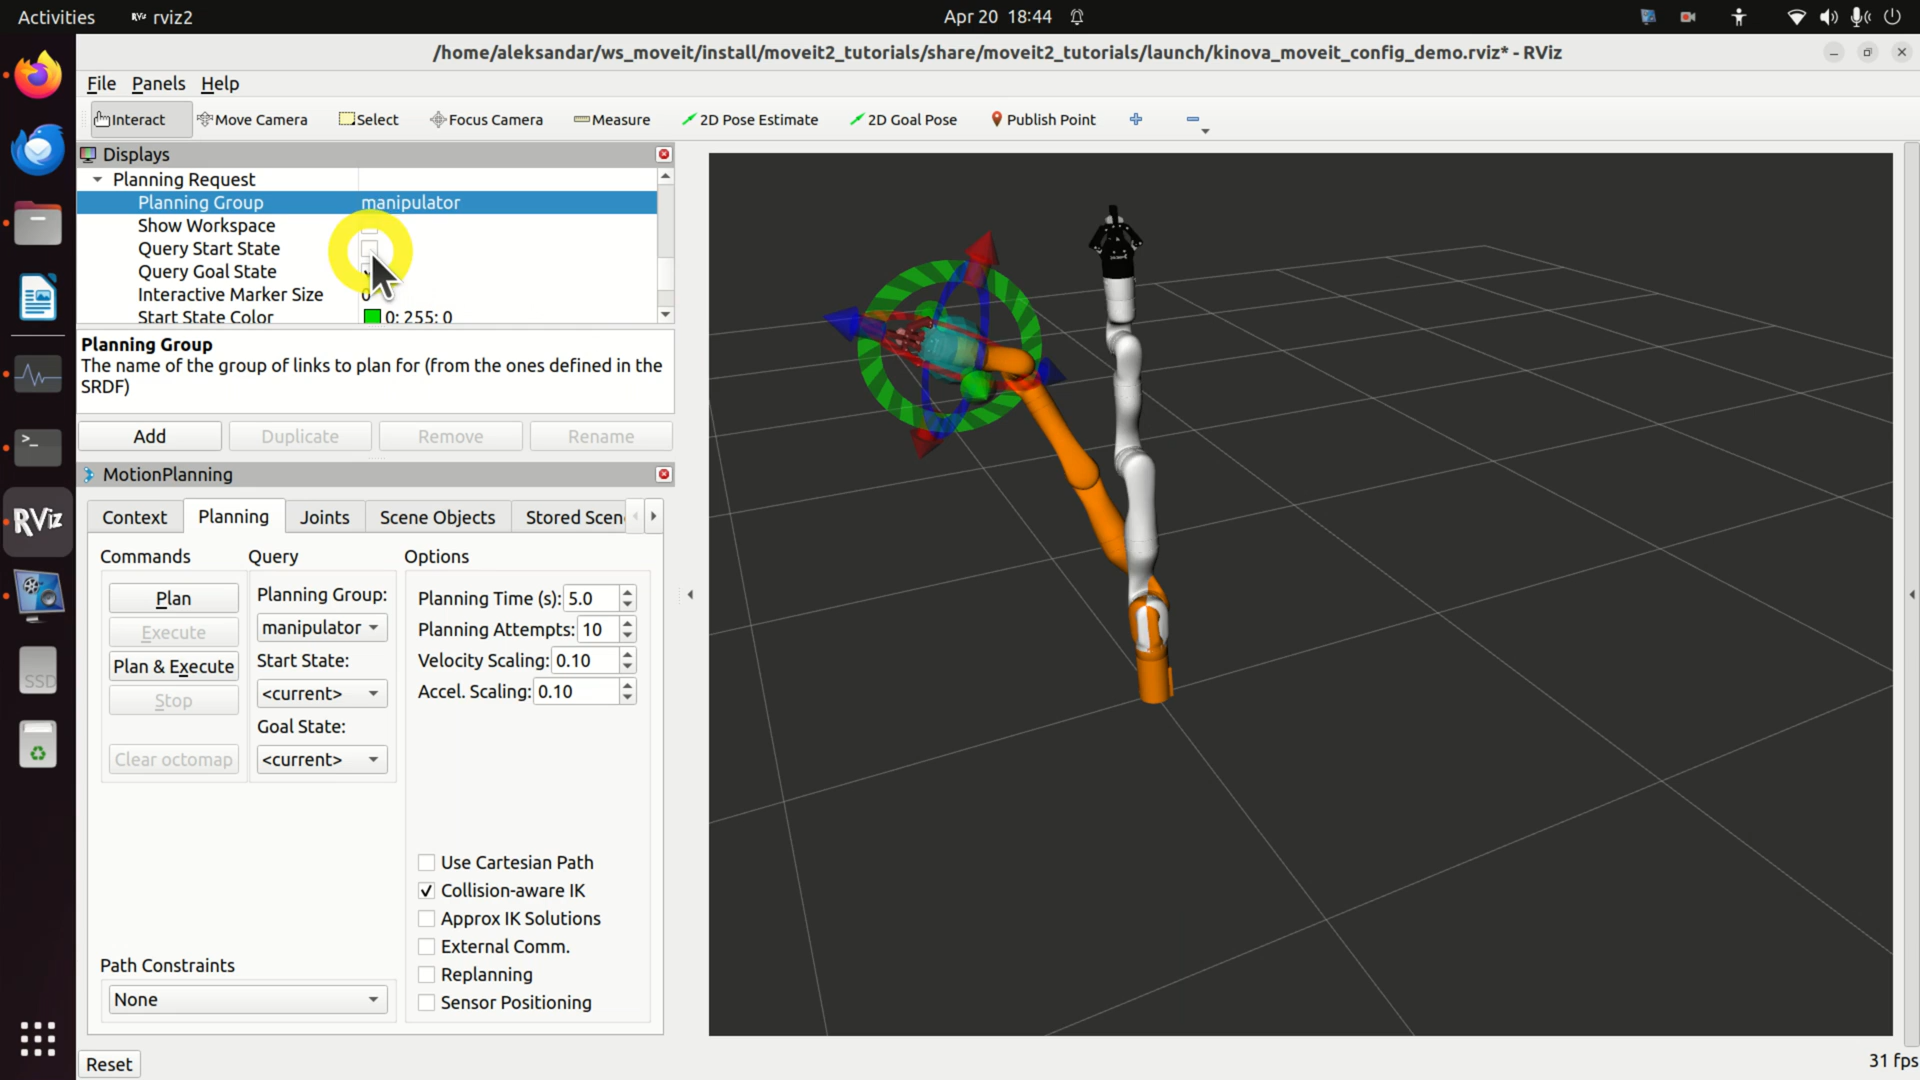 Activities
RViz rviz2
Apr 20 18:44
/home/aleksandar/ws_moveit/install/moveit2_tutorials/share/moveit2_tutorials/launch/kinova_moveit_config_demo.rviz* - RViz
File Panels Help
Interact Move Camera Select Focus Camera Measure 2D Pose Estimate 2D Goal Pose Publish Point
Displays
Planning Request
Planning Group manipulator
Show Workspace
Query Start State
Query Goal State
Interactive Marker Size 0
Start State Color 0; 255; 0
Planning Group
The name of the group of links to plan for (from the ones defined in the
SRDF)
Add Duplicate Remove Rename
MotionPlanning
Context Planning Joints Scene Objects Stored Scen
Commands Query Options
Plan
Execute
Plan & Execute
Stop
Clear octomap
Planning Group:
manipulator
Start State:
<current>
Goal State:
<current>
Planning Time (s): 5.0
Planning Attempts: 10
Velocity Scaling: 0.10
Accel. Scaling: 0.10
Use Cartesian Path
Collision-aware IK
Approx IK Solutions
External Comm.
Replanning
Sensor Positioning
Path Constraints
None
RViz
SSD
Reset
31 fps